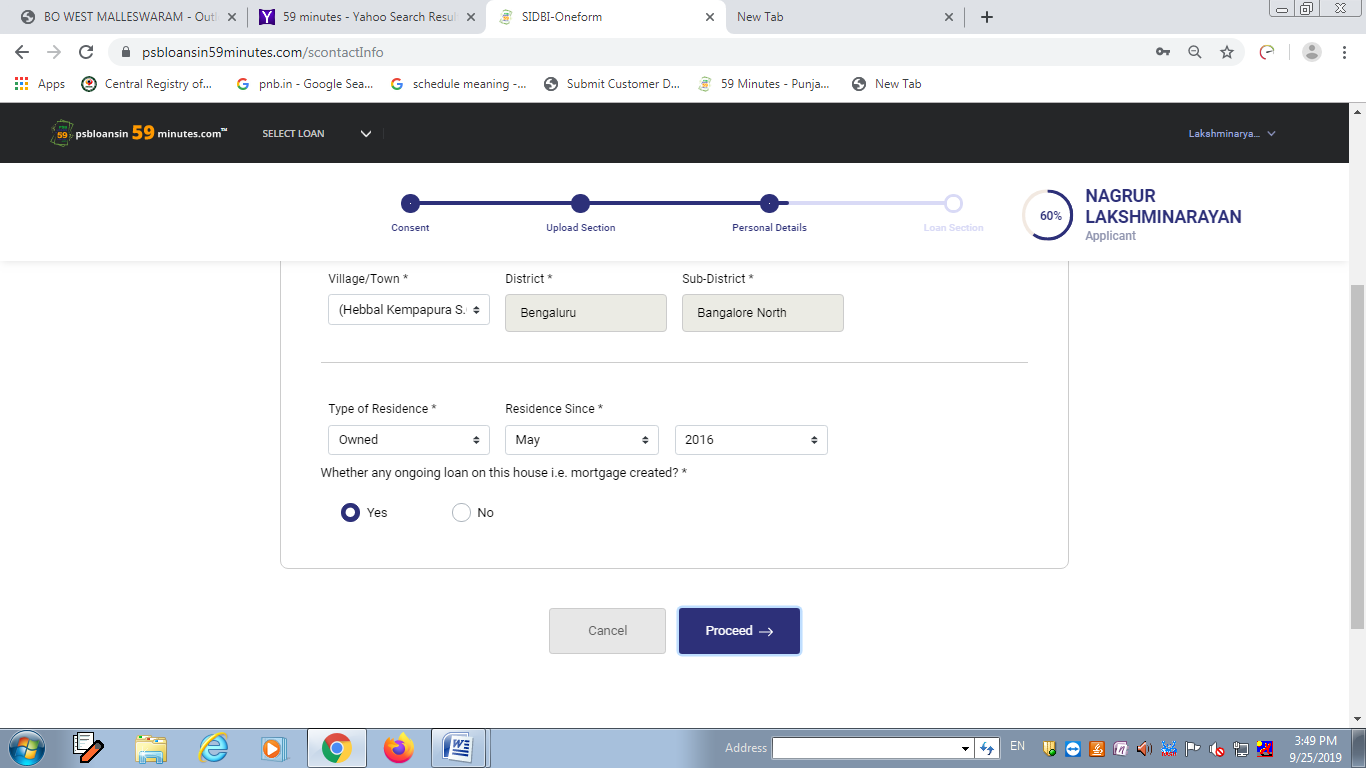 BO WEST MALLESWARAM - Outl
59 minutes - Yahoo Search Resul
SIDBI-Oneform
New Tab
psbloansin59minutes.com/scontactInfo
Apps
Central Registry of...
pnb.in - Google Sea...
schedule meaning -...
Submit Customer D...
59 Minutes - Punja...
New Tab
psbloansin 59 minutes.com™
SELECT LOAN
Lakshminarya...
Consent
Upload Section
Personal Details
Loan Section
60%
NAGRUR
LAKSHMINARAYAN
Applicant
Village/Town *
District *
Sub-District *
(Hebbal Kempapura S.
Bengaluru
Bangalore North
Type of Residence *
Residence Since *
Owned
May
2016
Whether any ongoing loan on this house i.e. mortgage created? *
Yes
No
Cancel
Proceed
Address
EN
3:49 PM
9/25/2019